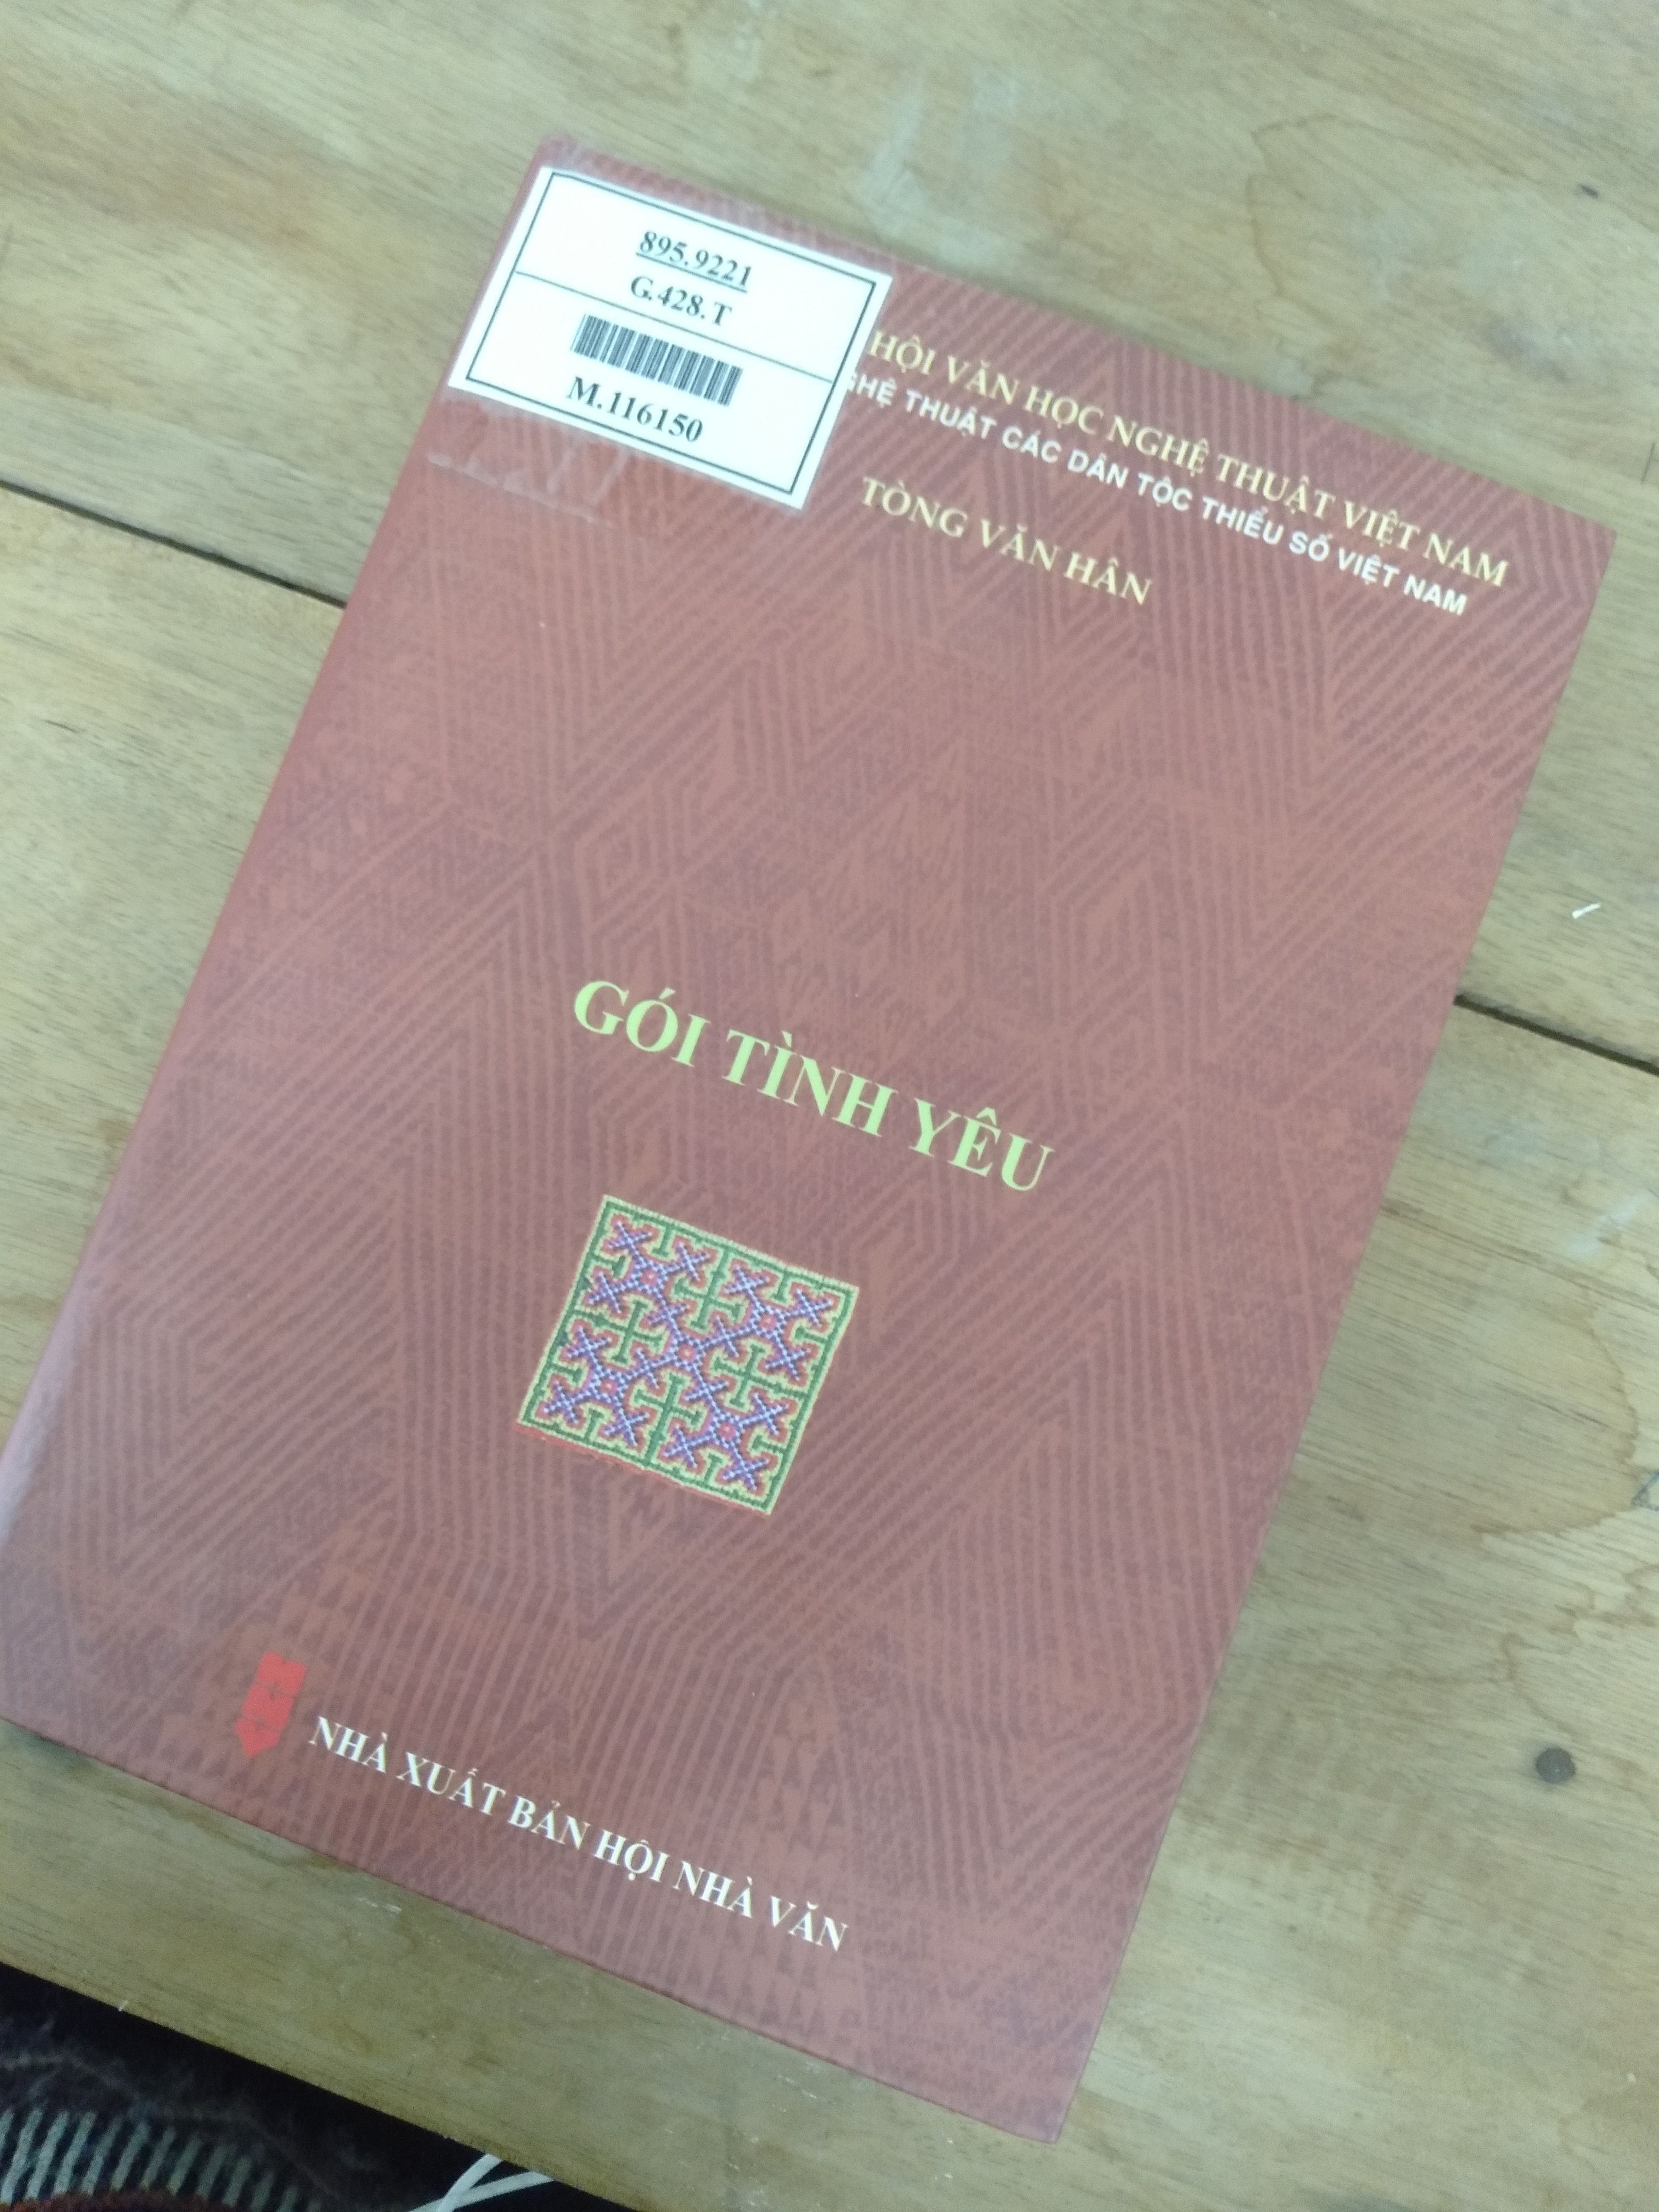 895.9221
G.428.T
M.116150
HỘI VĂN HỌC NGHỆ THUẬT VIỆT NAM
THUẬT CÁC DÂN TỘC THIỂU SỐ VIỆT NAM
TÒNG VĂN HÂN
GÓI TÌNH YÊU
NHÀ XUẤT BẢN HỘI NHÀ VĂN